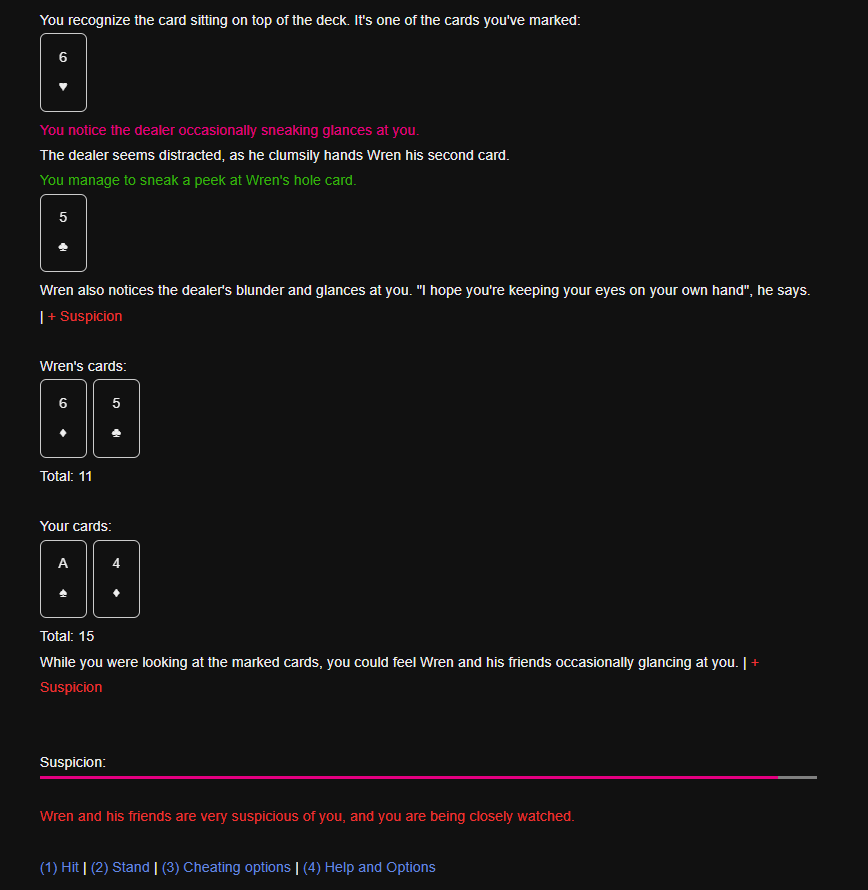 You recognize the card sitting on top of the deck. It's one of the cards you've marked:
6
♥
You notice the dealer occasionally sneaking glances at you.
The dealer seems distracted, as he clumsily hands Wren his second card.
You manage to sneak a peek at Wren's hole card.
5
♣
Wren also notices the dealer's blunder and glances at you. "I hope you're keeping your eyes on your own hand", he says.
| + Suspicion
Wren's cards:
6 5
♦ ♣
Total: 11
Your cards:
A 4
♠ ♦
Total: 15
While you were looking at the marked cards, you could feel Wren and his friends occasionally glancing at you. | +
Suspicion
Suspicion:
Wren and his friends are very suspicious of you, and you are being closely watched.
(1) Hit | (2) Stand | (3) Cheating options | (4) Help and Options